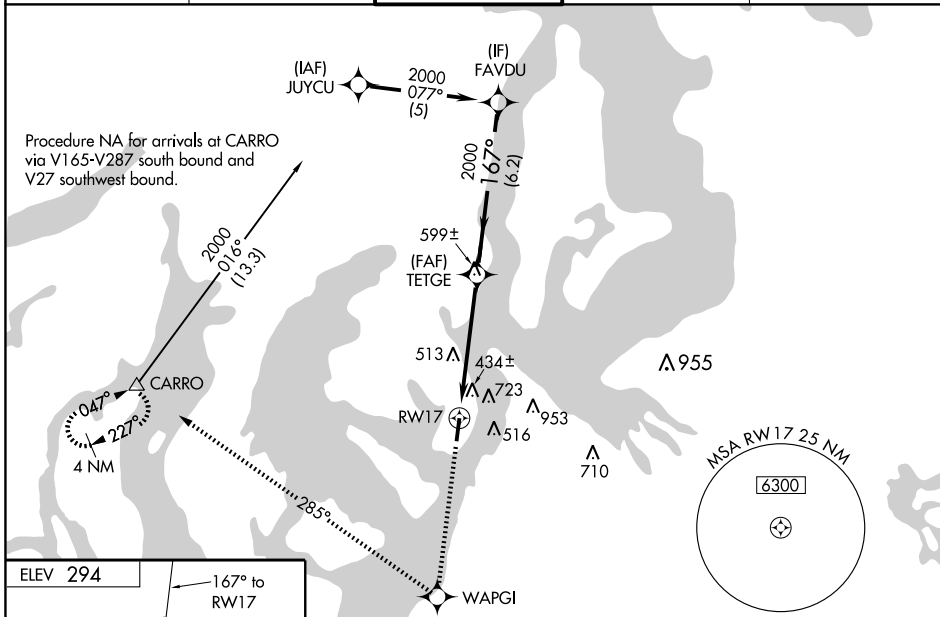 (IAF)
JUYCU
2000
077°
(5)
(IF)
FAVDU
Procedure NA for arrivals at CARRO
via V165-V287 south bound and
V27 southwest bound.
2000
016°
(13.3)
2000
167°
(6.2)
599±
(FAF)
TETGE
513
434±
723
955
953
516
710
RW17
CARRO
047°
227°
4 NM
285°
WAPGI
MSA RW17 25 NM
6300
ELEV 294
167° to
RW17